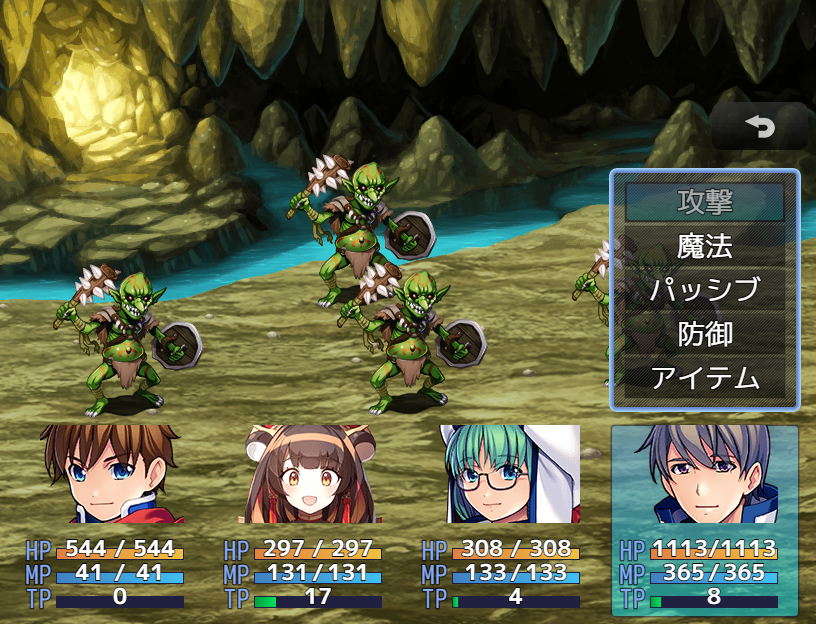 攻撃
魔法
パッシブ
防御
アイテム
HP 544 / 544 HP 297 / 297 HP 308 / 308 HP 1113/1113
MP 41 / 41 MP 131/131 MP 133/133 MP 365/365
TP 0 TP 17 TP 4 TP 8